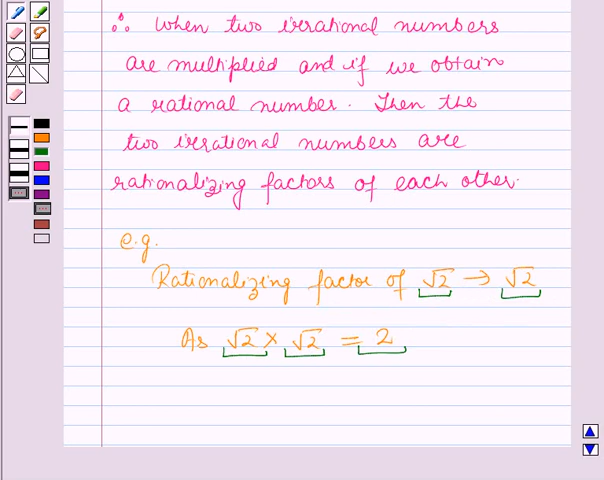 ∴ When two irrational numbers
are multiplied and if we obtain
a rational number. Then the
two irrational numbers are
rationalizing factors of each other.
e.g.
Rationalizing factor of √2 → √2
As √2 × √2 = 2